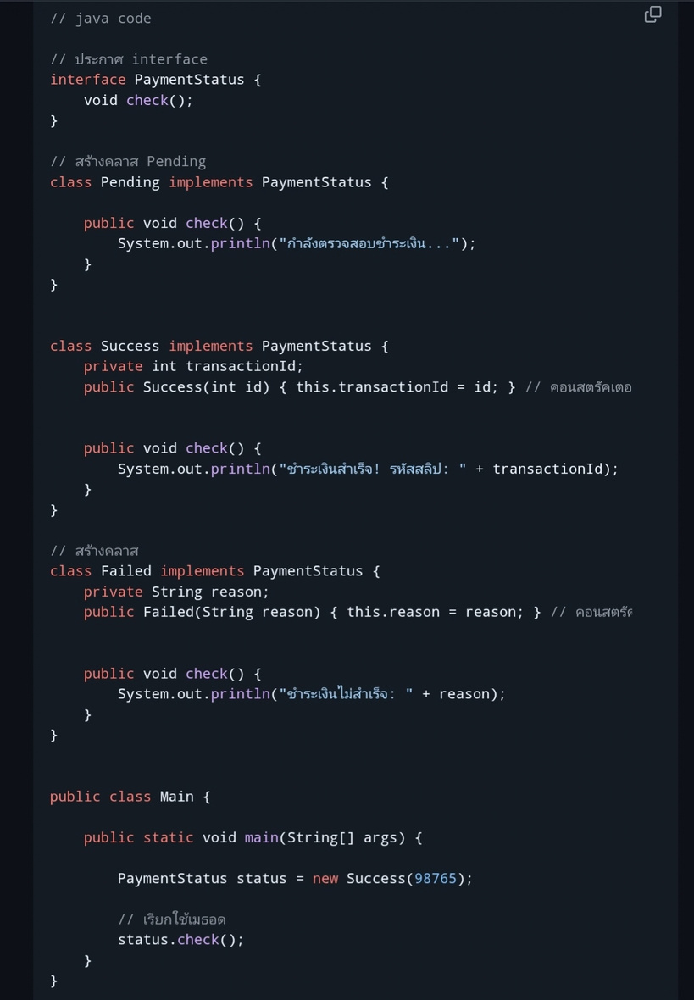 // java code
// ประกาศ interface
interface PaymentStatus {
    void check();
}
// สร้างคลาส Pending
class Pending implements PaymentStatus {
    public void check() {
        System.out.println("กำลังตรวจสอบชำระเงิน...");
    }
}
class Success implements PaymentStatus {
    private int transactionId;
    public Success(int id) { this.transactionId = id; } // คอนสตรัคเตอ
    public void check() {
        System.out.println("ชำระเงินสำเร็จ! รหัสสลิป: " + transactionId);
    }
}
// สร้างคลาส
class Failed implements PaymentStatus {
    private String reason;
    public Failed(String reason) { this.reason = reason; } // คอนสตรัค
    public void check() {
        System.out.println("ชำระเงินไม่สำเร็จ: " + reason);
    }
}
public class Main {
    public static void main(String[] args) {
        PaymentStatus status = new Success(98765);
        // เรียกใช้เมธอด
        status.check();
    }
}